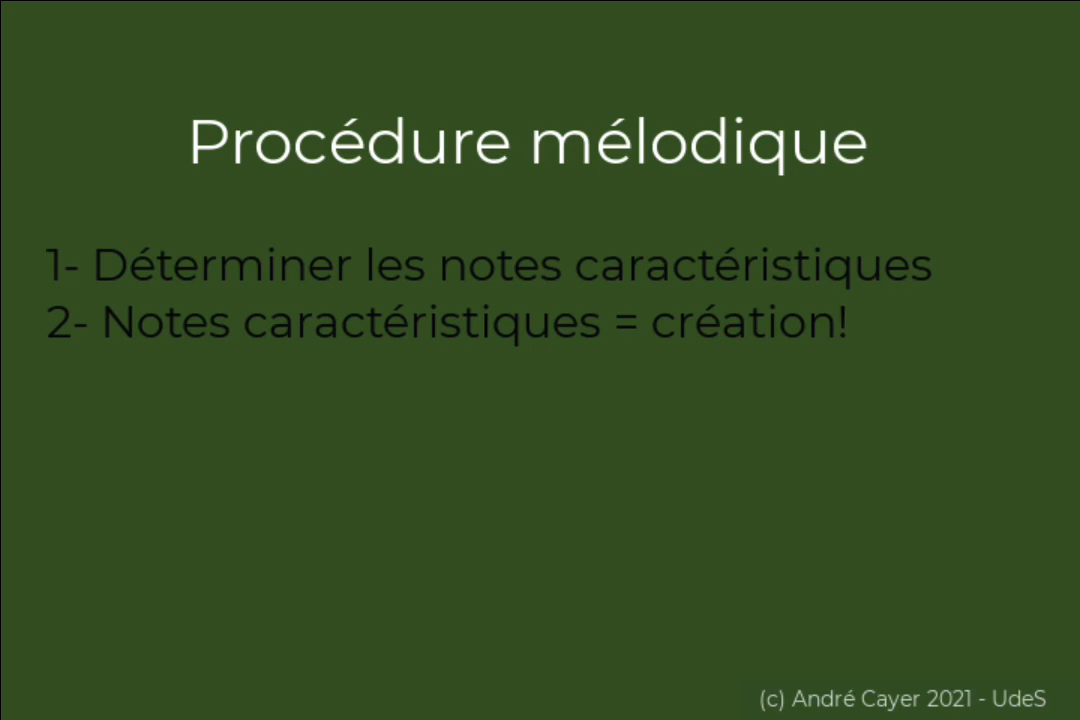 Procédure mélodique
1- Déterminer les notes caractéristiques
2- Notes caractéristiques = création!
(c) André Cayer 2021 - UdeS